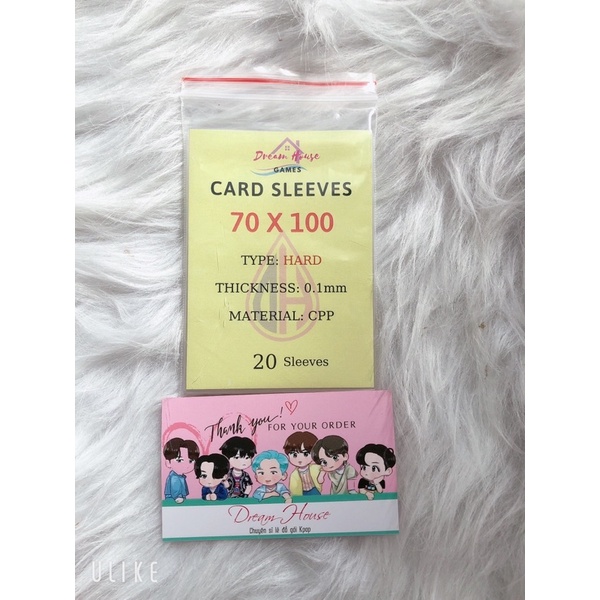 Dream House
GAMES
CARD SLEEVES
70 X 100
TYPE: HARD
THICKNESS: 0.1mm
MATERIAL: CPP
20 Sleeves
Thank you!
FOR YOUR ORDER
Dream House
Chuyên sỉ lẻ đồ gói Kpop
ULIKE